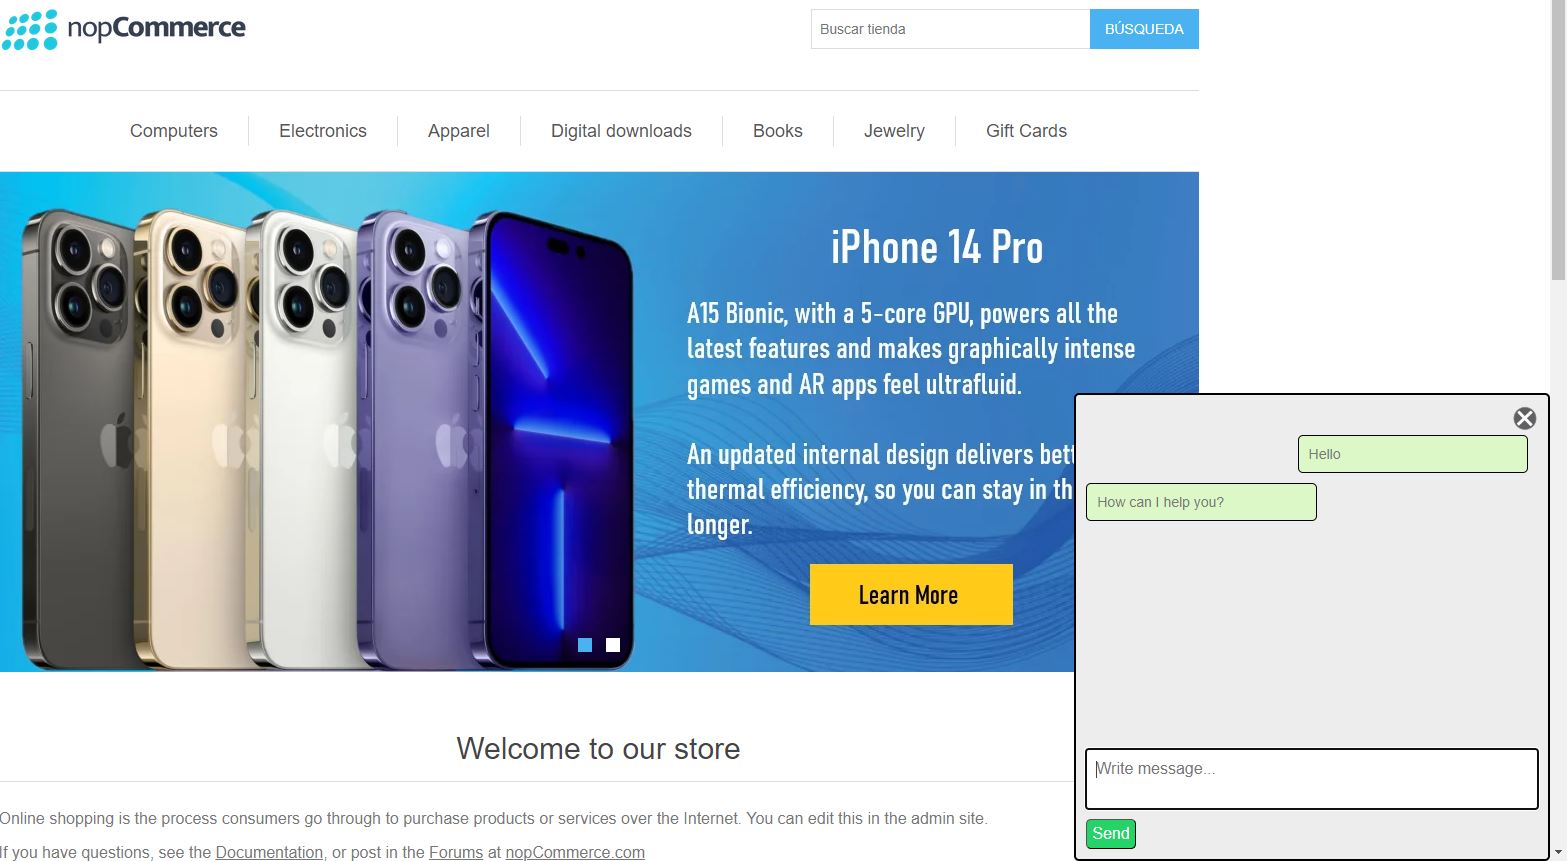 nopCommerce
Buscar tienda
BÚSQUEDA
Computers
Electronics
Apparel
Digital downloads
Books
Jewelry
Gift Cards
iPhone 14 Pro
A15 Bionic, with a 5-core GPU, powers all the
latest features and makes graphically intense
games and AR apps feel ultrafluid.
An updated internal design delivers
thermal efficiency, so you can stay in
longer.
Learn More
Hello
How can I help you?
Write message...
Send
Welcome to our store
Online shopping is the process consumers go through to purchase products or services over the Internet. You can edit this in the admin site.
If you have questions, see the Documentation, or post in the Forums at nopCommerce.com